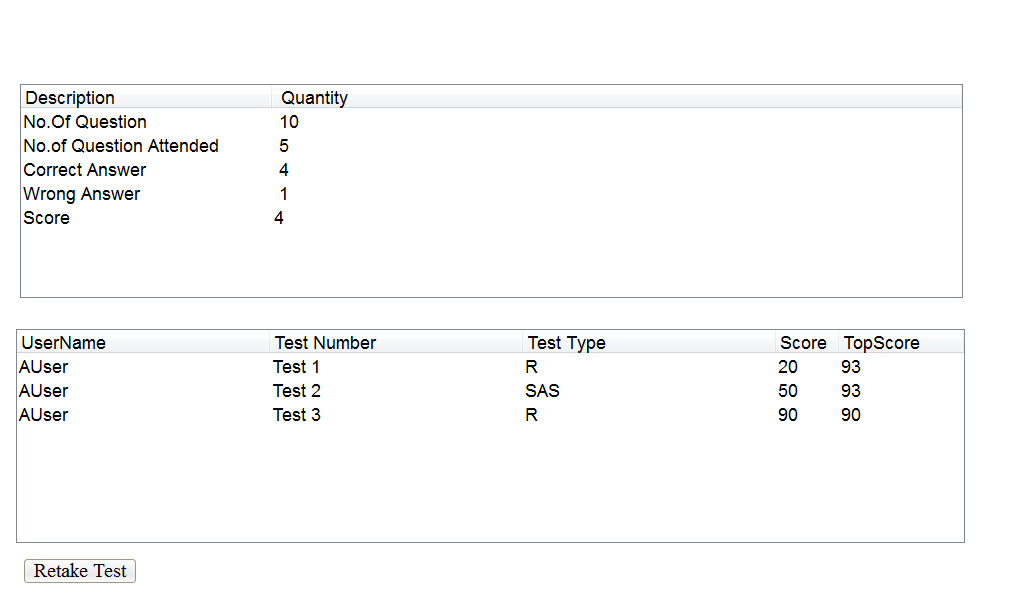 Description Quantity
No.Of Question 10
No.of Question Attended 5
Correct Answer 4
Wrong Answer 1
Score 4
UserName Test Number Test Type Score TopScore
AUser Test 1 R 20 93
AUser Test 2 SAS 50 93
AUser Test 3 R 90 90
Retake Test